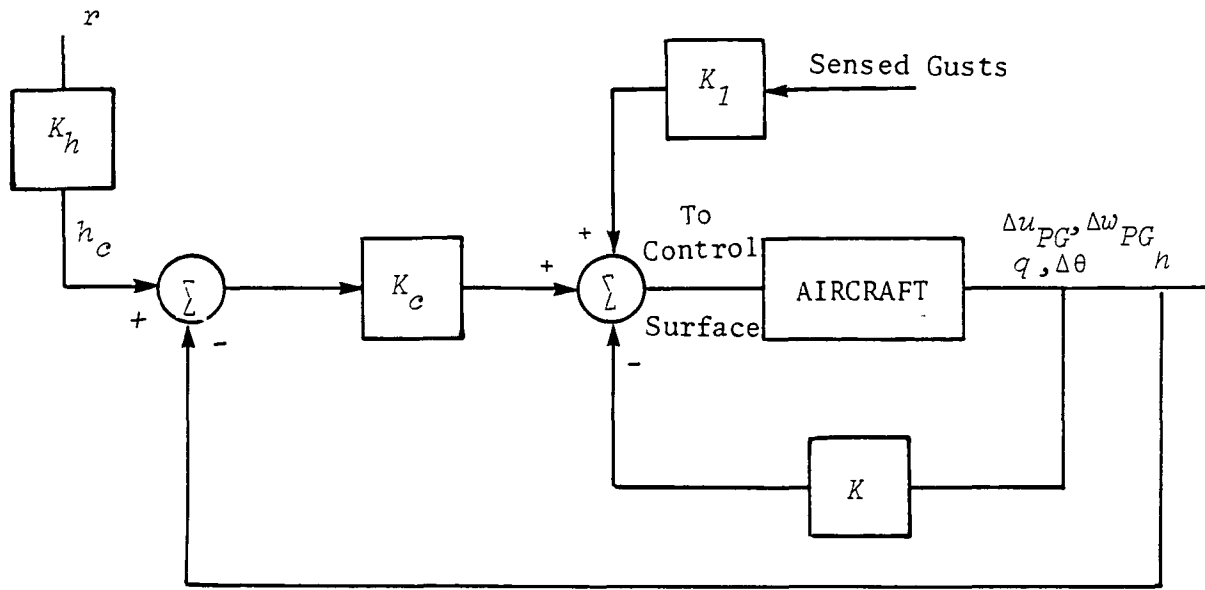 r
K_h
h_c
+
-
Σ
K_c
+
K_1
Sensed Gusts
+
Σ
-
To
Control
Surface
AIRCRAFT
Δu_PG, Δw_PG
q, Δθ
h
K